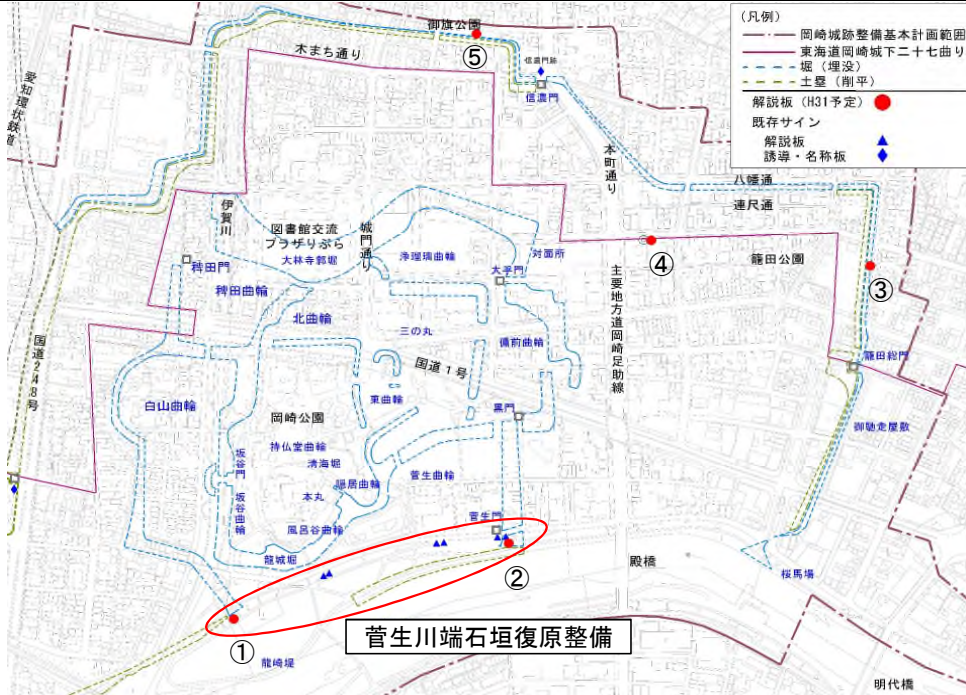 (凡例)
岡崎城跡整備基本計画範囲
東海道岡崎城下二十七曲り
堀(埋没)
土塁(削平)
解説板(H31予定)
既存サイン
解説板
誘導・名称板
御旗公園
⑤
木まち通り
信濃門跡
信濃門
愛知環状鉄道
本町通り
八幡通
連尺通
伊賀川
図書館交流
プラザりぶら
城門通り
大林寺郭堀
浄瑠璃曲輪
対面所
大手門
④
籠田公園
③
稗田門
稗田曲輪
北曲輪
三の丸
備前曲輪
主要地方道岡崎足助線
国道1号
国道248号
籠田総門
白山曲輪
岡崎公園
東曲輪
黒門
御馳走屋敷
持仏堂曲輪
坂谷門
清海堀
隠居曲輪
菅生曲輪
本丸
坂谷曲輪
風呂谷曲輪
菅生門
龍城堀
殿橋
桜馬場
②
①
菅生川端石垣復原整備
龍崎堤
明代橋